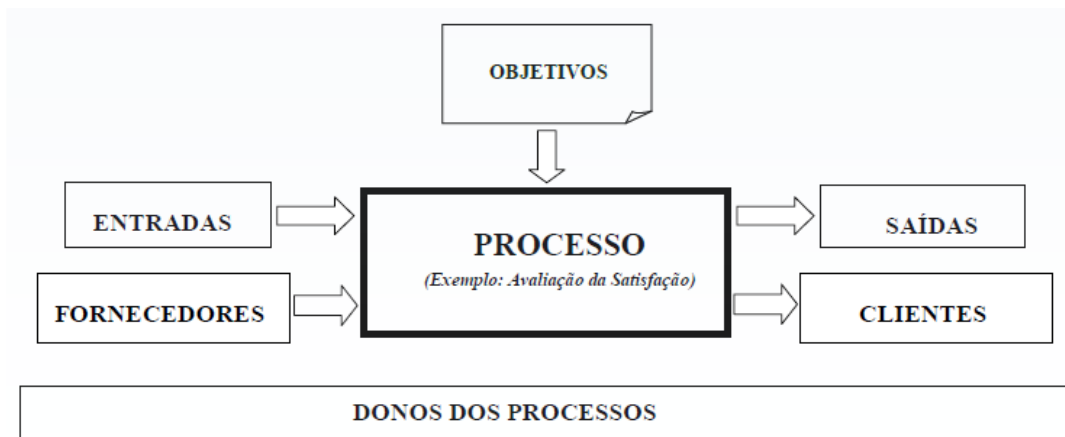 OBJETIVOS
ENTRADAS
PROCESSO
(Exemplo: Avaliação da Satisfação)
SAÍDAS
FORNECEDORES
CLIENTES
DONOS DOS PROCESSOS